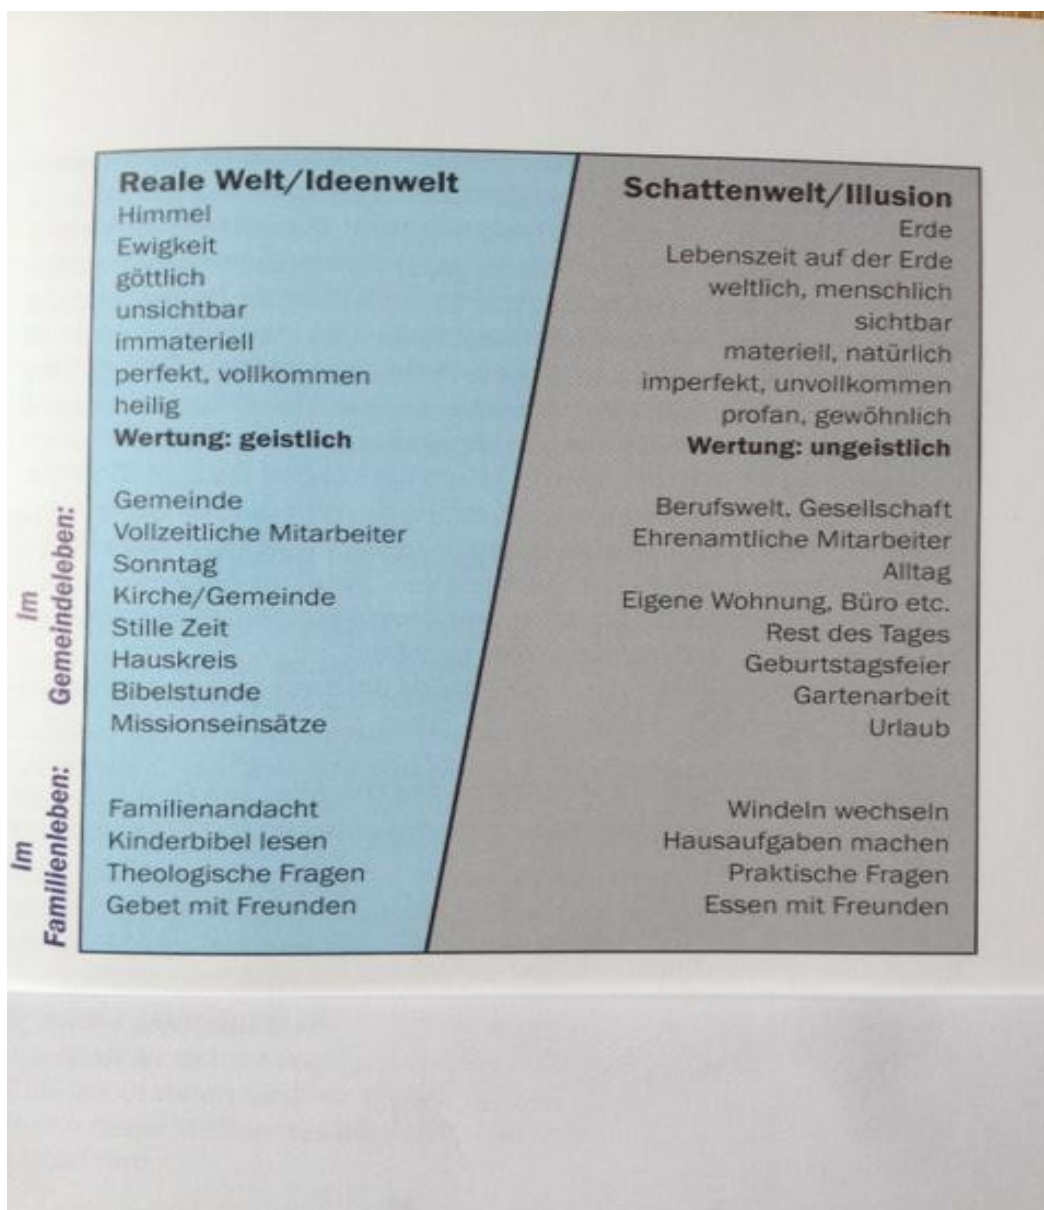 Reale Welt/Ideenwelt
Himmel
Ewigkeit
göttlich
unsichtbar
immateriell
perfekt, vollkommen
heilig
Wertung: geistlich
Schattenwelt/Illusion
Erde
Lebenszeit auf der Erde
weltlich, menschlich
sichtbar
materiell, natürlich
imperfekt, unvollkommen
profan, gewöhnlich
Wertung: ungeistlich
Im
Gemeindeleben:
Gemeinde
Vollzeitliche Mitarbeiter
Sonntag
Kirche/Gemeinde
Stille Zeit
Hauskreis
Bibelstunde
Missionseinsätze
Berufswelt, Gesellschaft
Ehrenamtliche Mitarbeiter
Alltag
Eigene Wohnung, Büro etc.
Rest des Tages
Geburtstagsfeier
Gartenarbeit
Urlaub
Im
Familienleben:
Familienandacht
Kinderbibel lesen
Theologische Fragen
Gebet mit Freunden
Windeln wechseln
Hausaufgaben machen
Praktische Fragen
Essen mit Freunden